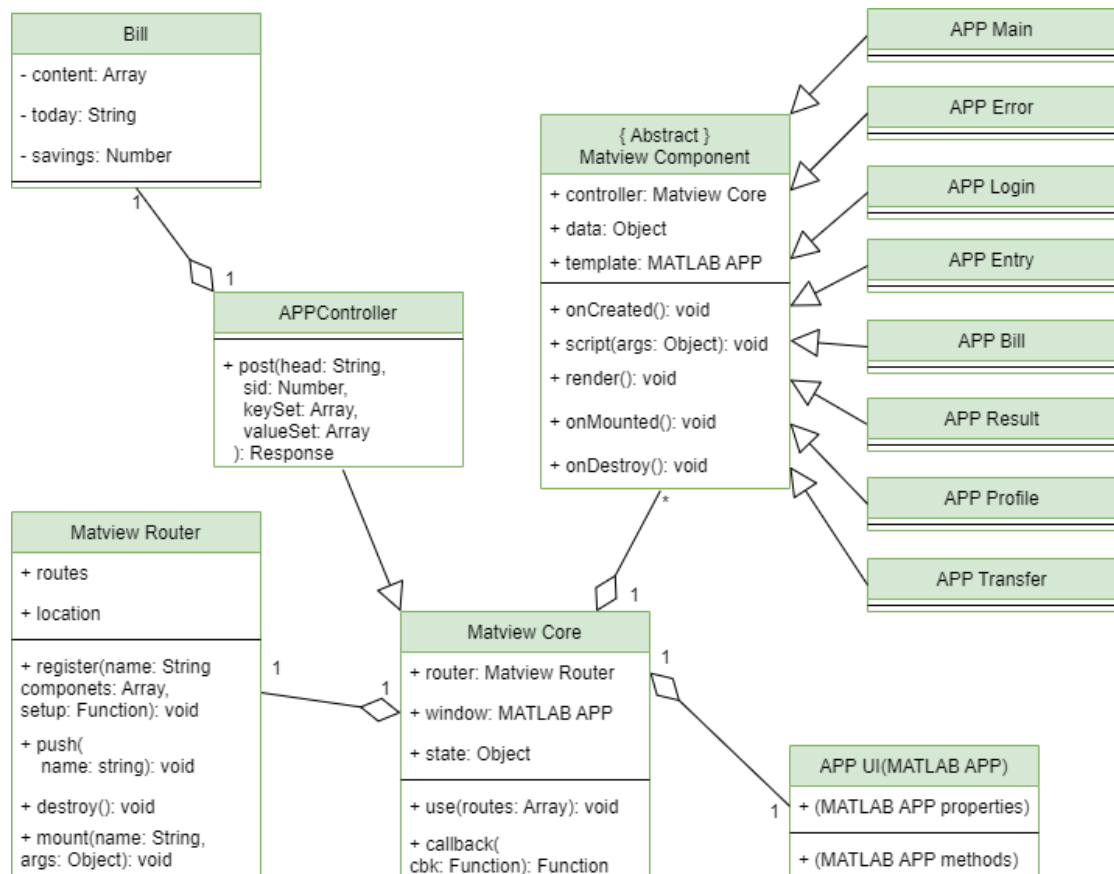 Bill
- content: Array
- today: String
- savings: Number
1
1
APPController
+ post(head: String,
sid: Number,
keySet: Array,
valueSet: Array
): Response
Matview Router
+ routes
+ location
+ register(name: String
componets: Array,
setup: Function): void
+ push(
name: string): void
+ destroy(): void
+ mount(name: String,
args: Object): void
1
1
{ Abstract }
Matview Component
+ controller: Matview Core
+ data: Object
+ template: MATLAB APP
+ onCreated(): void
+ script(args: Object): void
+ render(): void
+ onMounted(): void
+ onDestroy(): void
*
1
Matview Core
+ router: Matview Router
+ window: MATLAB APP
+ state: Object
+ use(routes: Array): void
+ callback(
cbk: Function): Function
1
1
APP UI(MATLAB APP)
+ (MATLAB APP properties)
+ (MATLAB APP methods)
APP Main
APP Error
APP Login
APP Entry
APP Bill
APP Result
APP Profile
APP Transfer